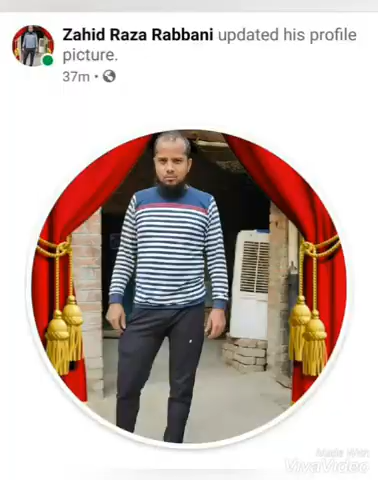 Zahid Raza Rabbani updated his profile
picture.
37m •
Made With
VivaVideo